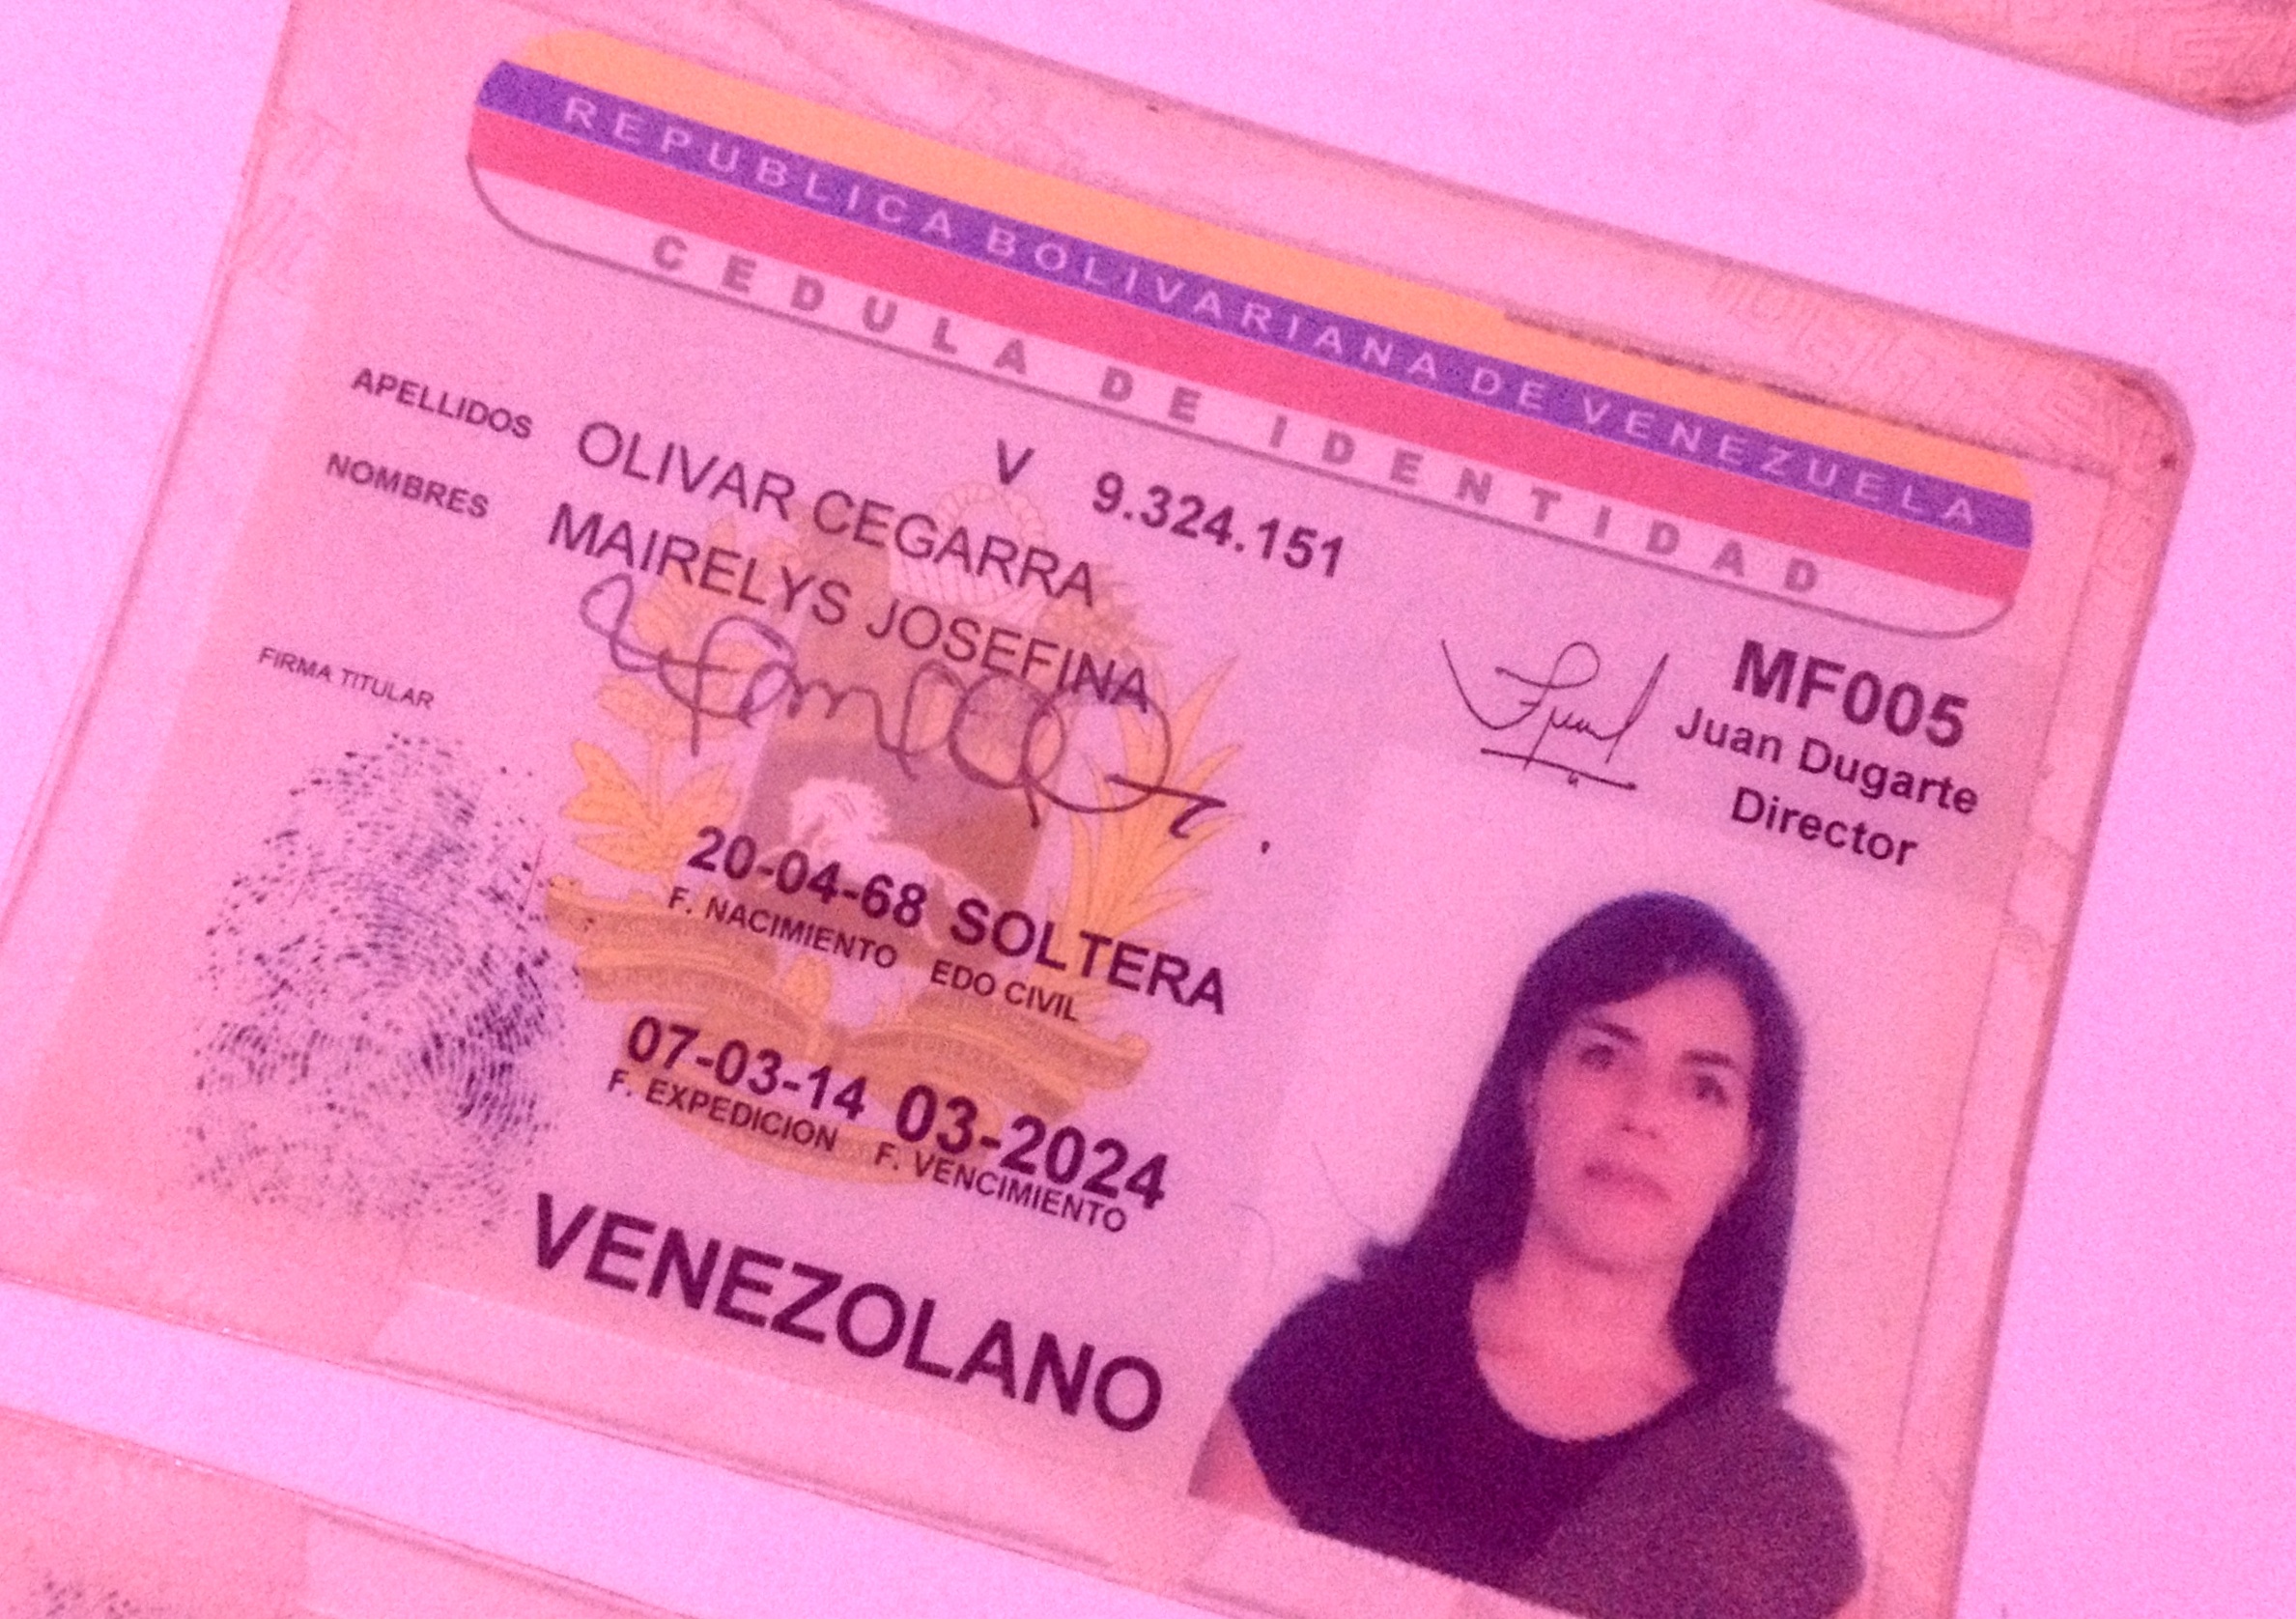 REPUBLICA BOLIVARIANA DE VENEZUELA
CEDULA DE IDENTIDAD
V 9.324.151
APELLIDOS OLIVAR CEGARRA
NOMBRES MAIRELYS JOSEFINA
MF005
Juan Dugarte
Director
FIRMA TITULAR
20-04-68 SOLTERA
F. NACIMIENTO EDO CIVIL
07-03-14 03-2024
F. EXPEDICION F. VENCIMIENTO
VENEZOLANO